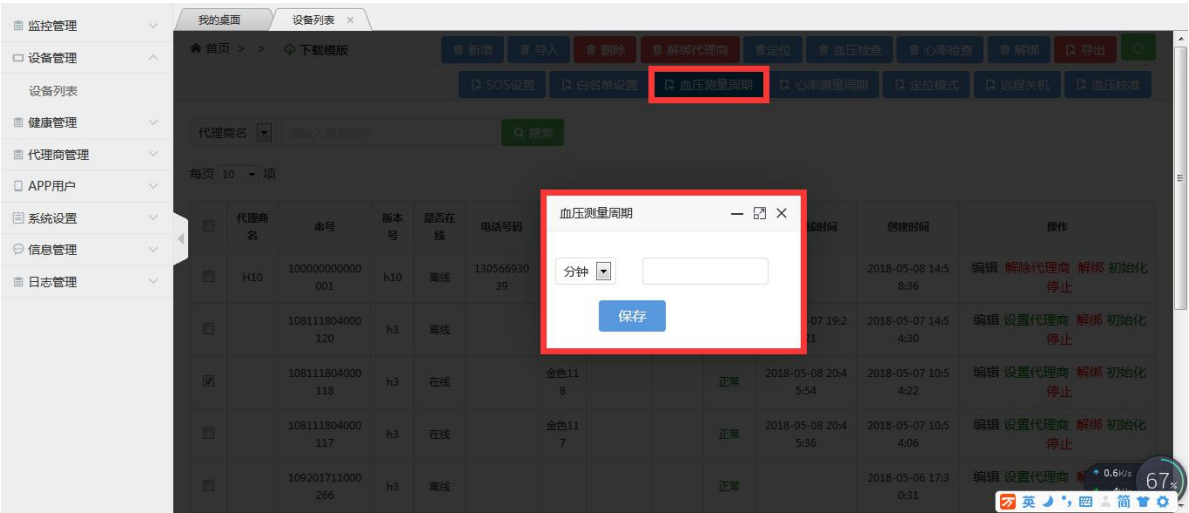 监控管理
设备管理
设备列表
健康管理
代理商管理
APP用户
系统设置
信息管理
日志管理
我的桌面
设备列表 ×
首页 > > 下载模版
新增 导入 删除 解绑代理商 定位 血压检查 心率检查 解绑 导出
SOS设置 白名单设置 血压测量周期 心率测量周期 定位模式 远程关机 血压校准
代理商名 搜索
每页 10 项
代理商名 串号 版本号 是否在线 电话号码 创建时间 操作
H10 100000000000001 h10 离线 13056693039 2018-05-08 14:58:36 编辑 解除代理商 解绑 初始化 停止
108111804000120 h3 离线 -07 19:2 2018-05-07 14:54:30 编辑 设置代理商 解绑 初始化 停止
108111804000118 h3 在线 金色118 正常 2018-05-08 20:45:54 2018-05-07 10:54:22 编辑 设置代理商 解绑 初始化 停止
108111804000117 h3 在线 金色117 正常 2018-05-08 20:45:36 2018-05-07 10:54:06 编辑 设置代理商 解绑 初始化 停止
109201711000266 h3 离线 正常 2018-05-06 17:30:31 编辑 设置代理商
血压测量周期
分钟
保存
0.6K/s
67%
英 简